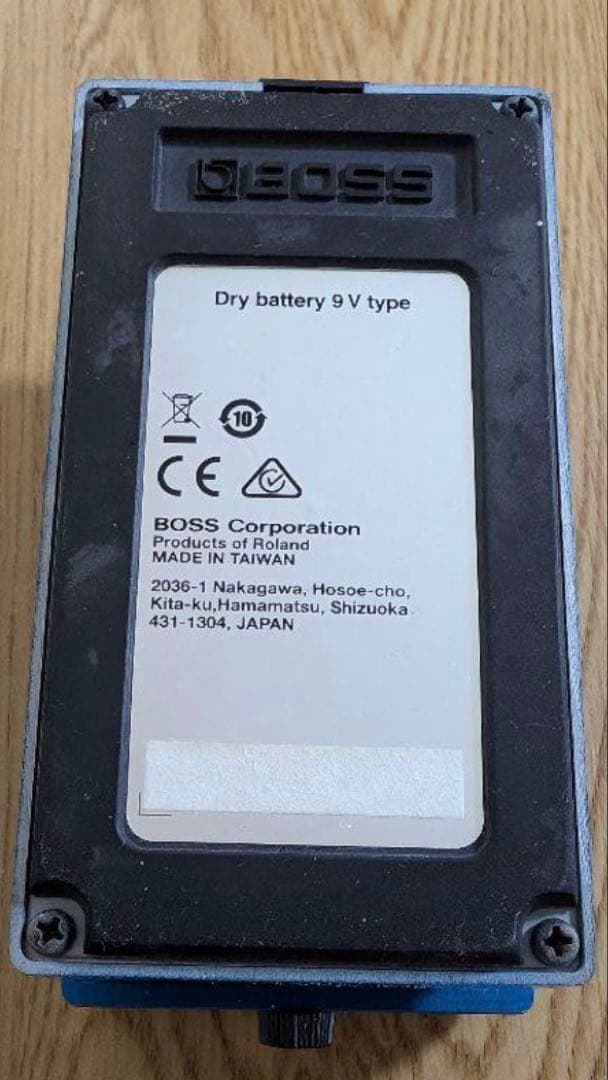 BOSS
Dry battery 9 V type
10
CE
BOSS Corporation
Products of Roland
MADE IN TAIWAN
2036-1 Nakagawa, Hosoe-cho,
Kita-ku,Hamamatsu, Shizuoka
431-1304, JAPAN